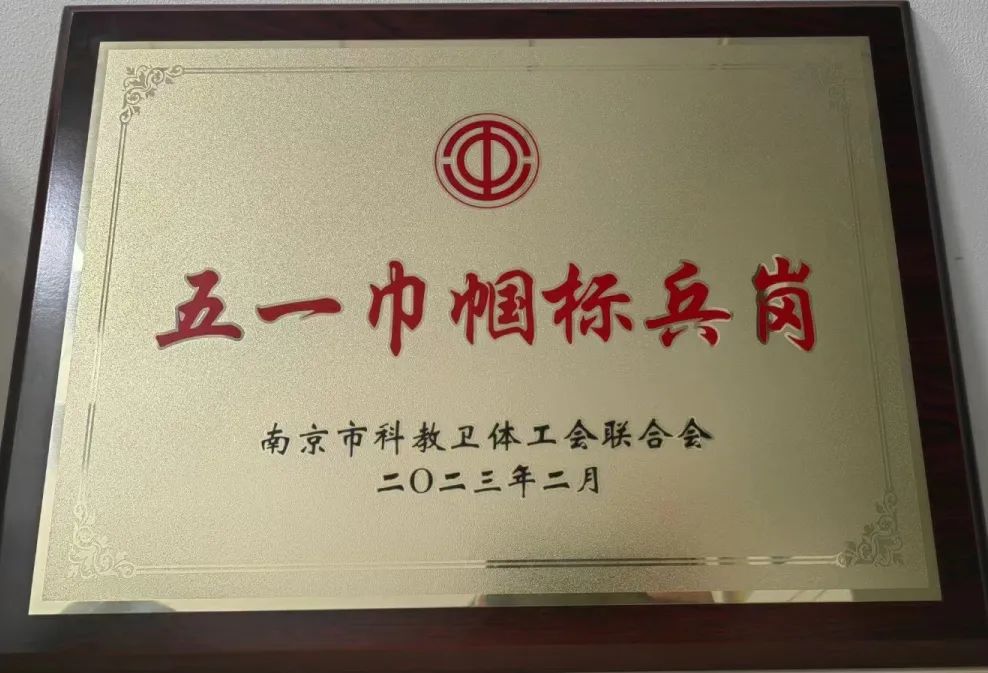 五一巾帼标兵岗
南京市科教卫体工会联合会
二〇二三年二月